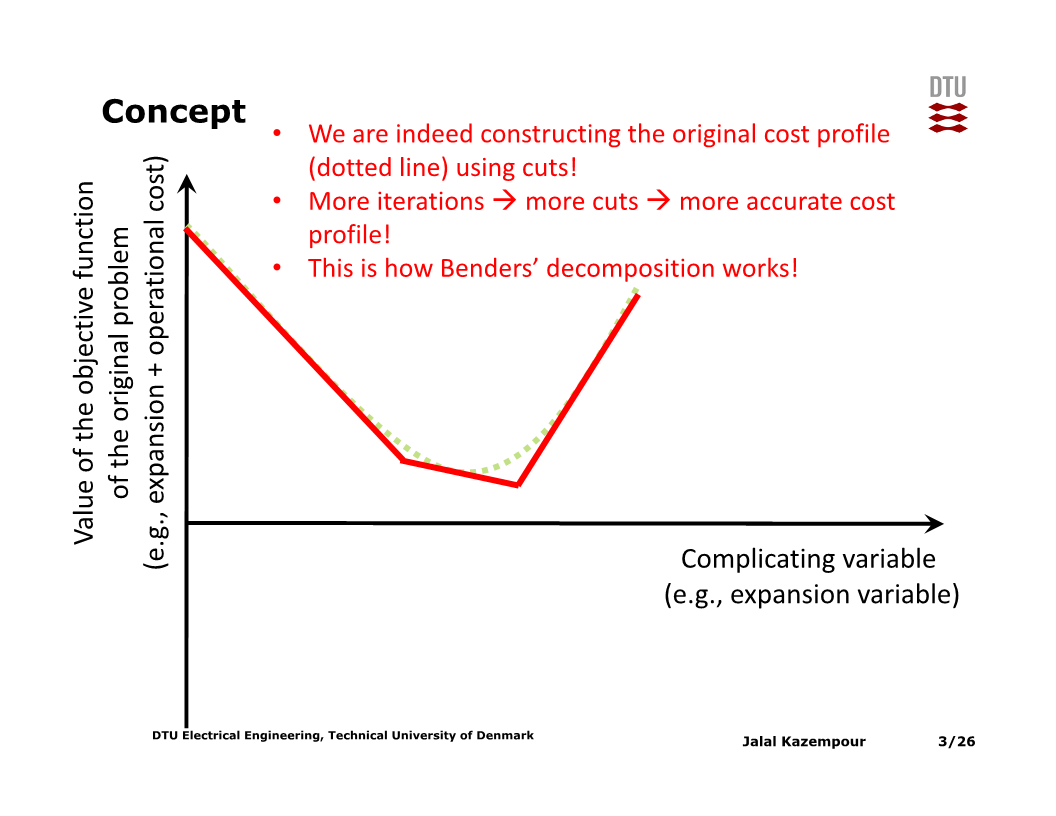 DTU
Concept
• We are indeed constructing the original cost profile
(dotted line) using cuts!
• More iterations → more cuts → more accurate cost
profile!
• This is how Benders’ decomposition works!
Value of the objective function
of the original problem
(e.g., expansion + operational cost)
Complicating variable
(e.g., expansion variable)
DTU Electrical Engineering, Technical University of Denmark
Jalal Kazempour
3/26